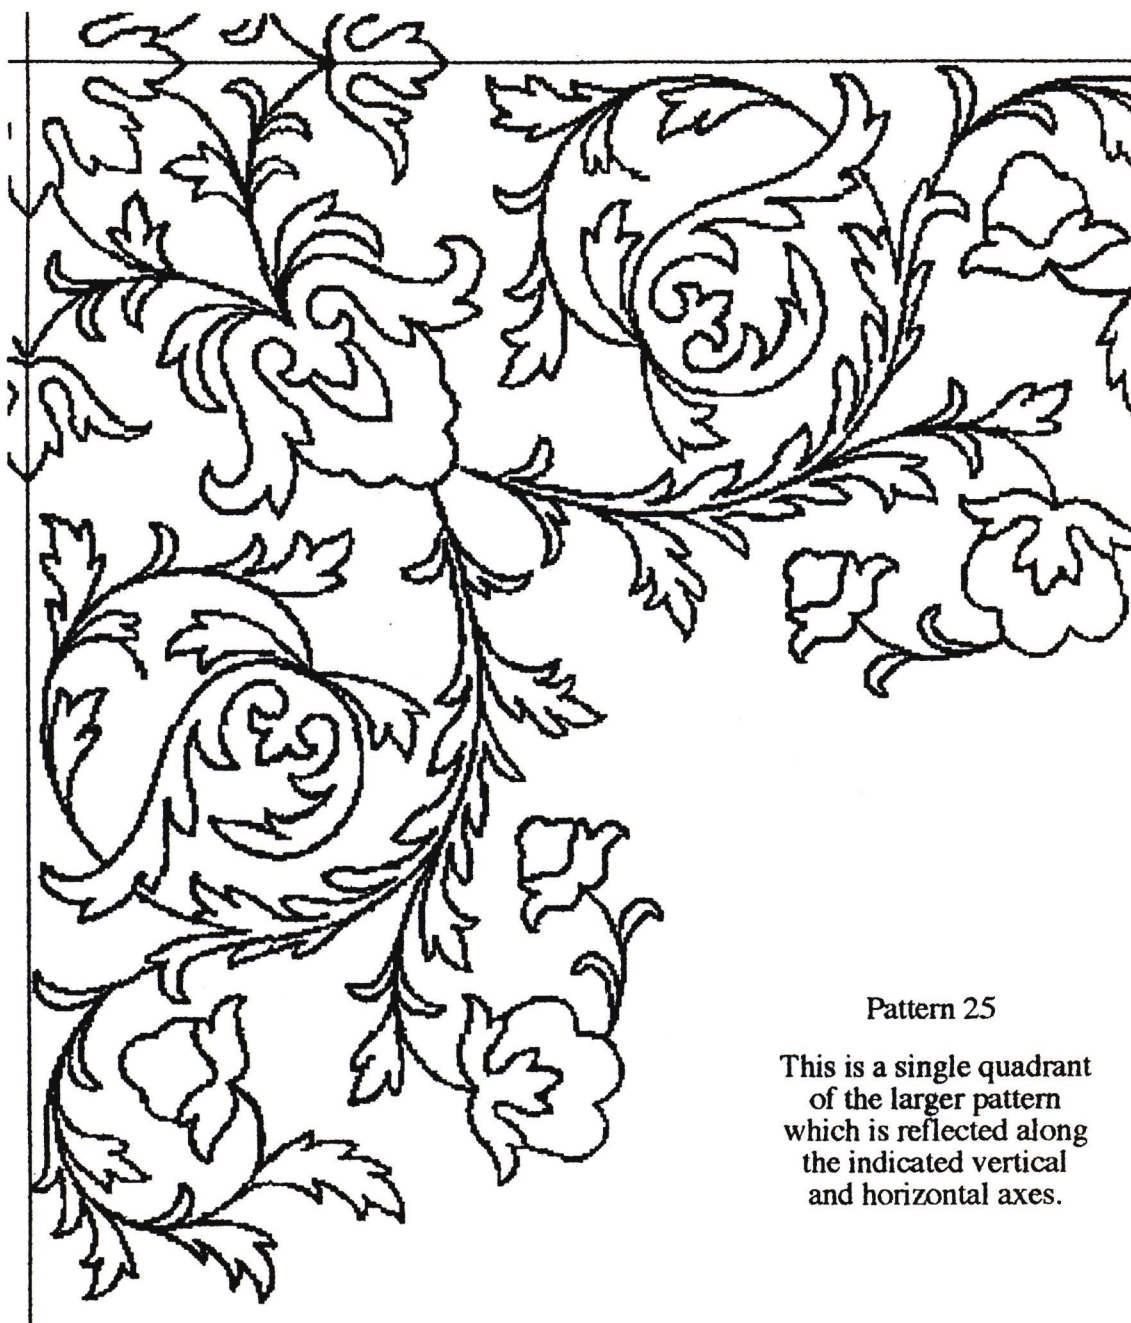 Pattern 25
This is a single quadrant
of the larger pattern
which is reflected along
the indicated vertical
and horizontal axes.